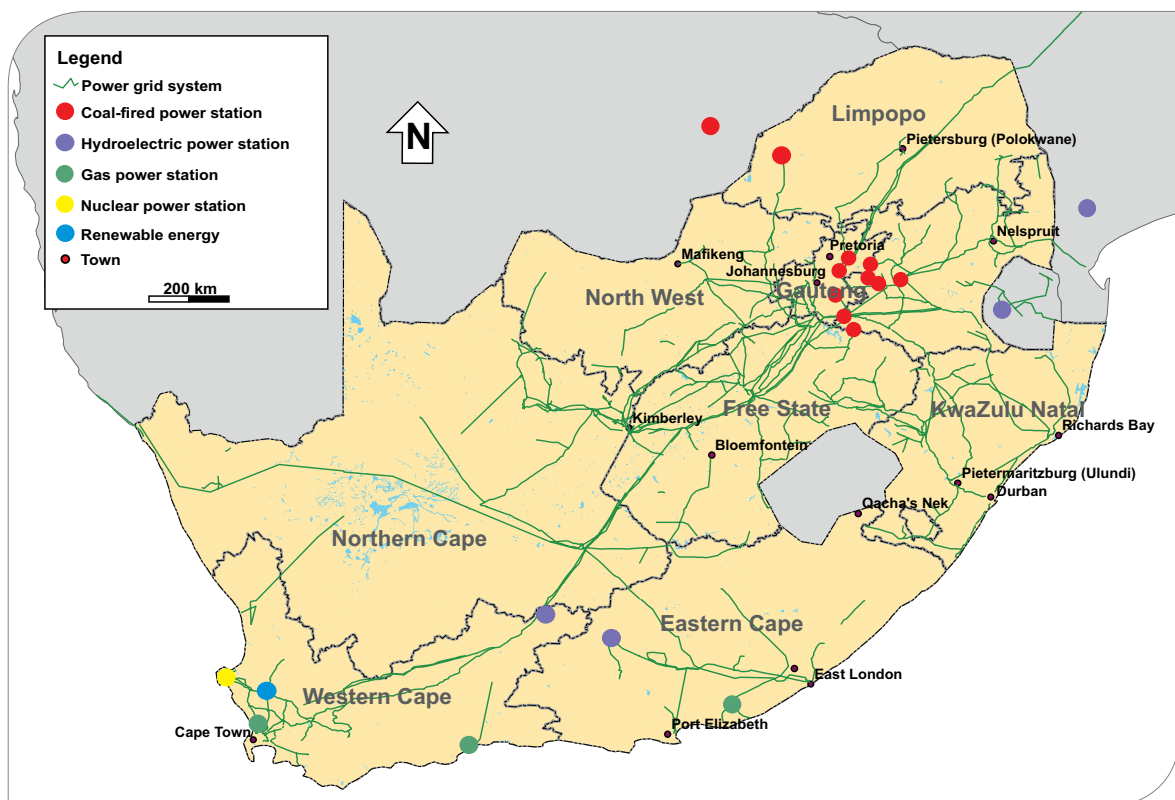 Legend
Power grid system
Coal-fired power station
Hydroelectric power station
Gas power station
Nuclear power station
Renewable energy
Town
200 km
N
Limpopo
Pietersburg (Polokwane)
Nelspruit
Pretoria
Mafikeng
Johannesburg
Gauteng
North West
Free State
KwaZulu Natal
Kimberley
Richards Bay
Bloemfontein
Pietermaritzburg (Ulundi)
Durban
Qacha's Nek
Northern Cape
Eastern Cape
East London
Western Cape
Port Elizabeth
Cape Town